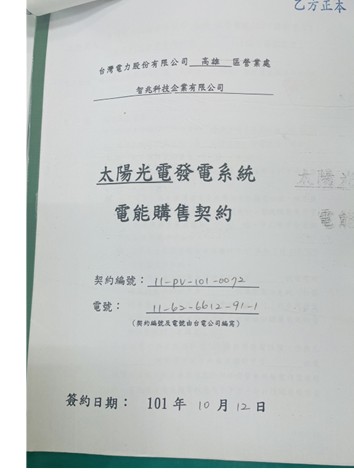 乙方正本
台灣電力股份有限公司 高雄 區營業處
智兆科技企業有限公司
太陽光電發電系統
電能購售契約
契約編號：11-PV-101-0072
電號：11-62-6612-91-1
（契約編號及電號由台電公司編寫）
簽約日期： 101 年 10 月 12 日
太陽
電